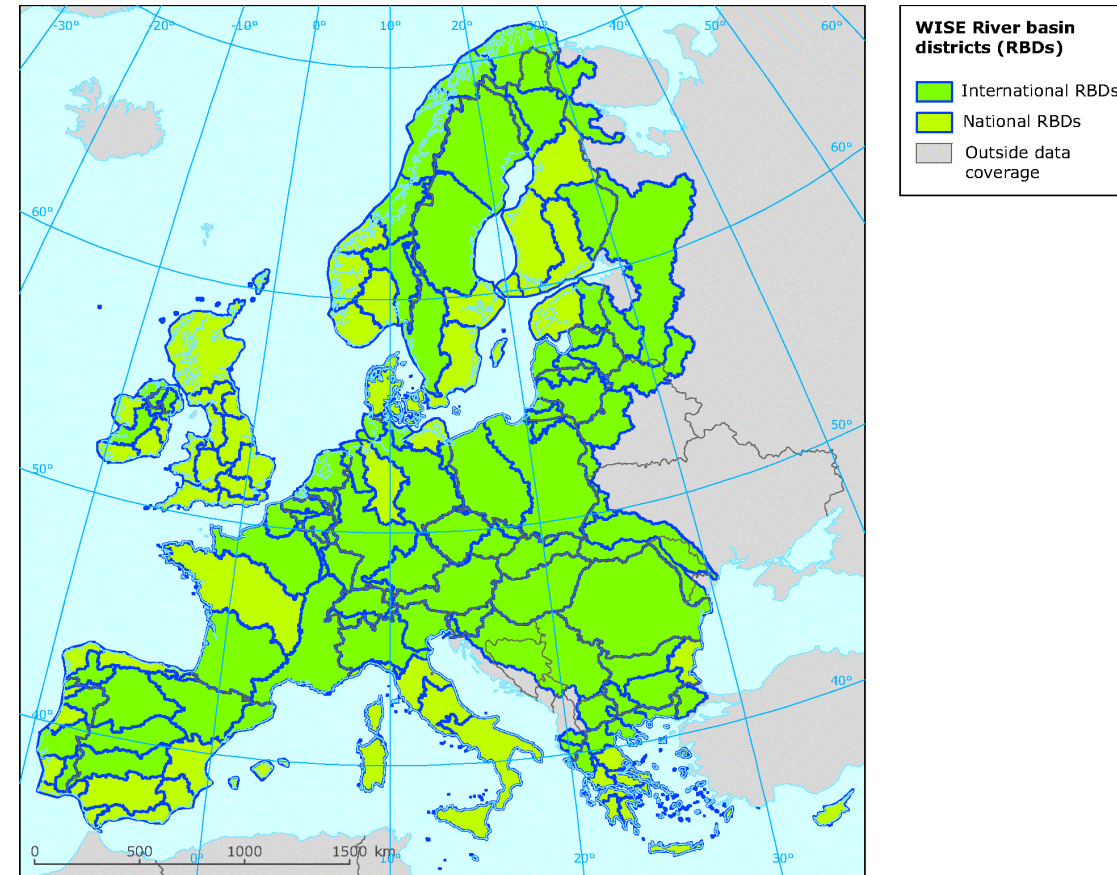 -30°
-20°
-10°
0°
10°
20°
30°
40°
50°
60°
60°
60°
50°
50°
40°
40°
0 500 1000 1500 km
0°
10°
20°
30°
WISE River basin
districts (RBDs)
International RBDs
National RBDs
Outside data
coverage